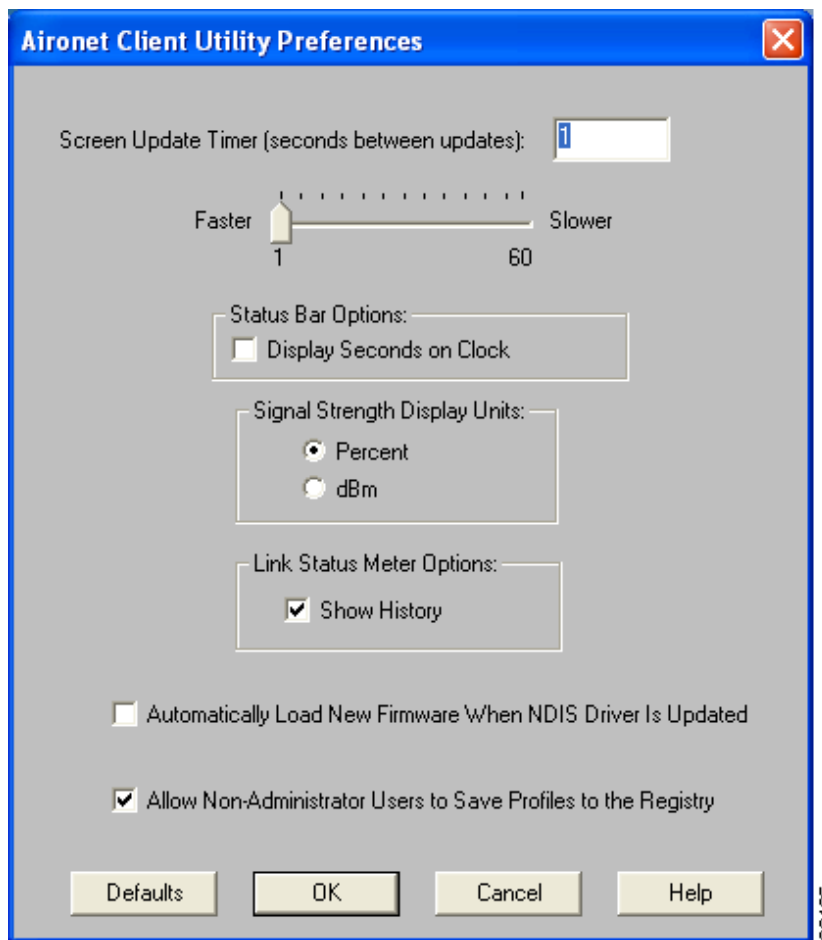 Aironet Client Utility Preferences
Screen Update Timer (seconds between updates): 1
Faster Slower
1 60
Status Bar Options:
Display Seconds on Clock
Signal Strength Display Units:
Percent
dBm
Link Status Meter Options:
Show History
Automatically Load New Firmware When NDIS Driver Is Updated
Allow Non-Administrator Users to Save Profiles to the Registry
Defaults OK Cancel Help